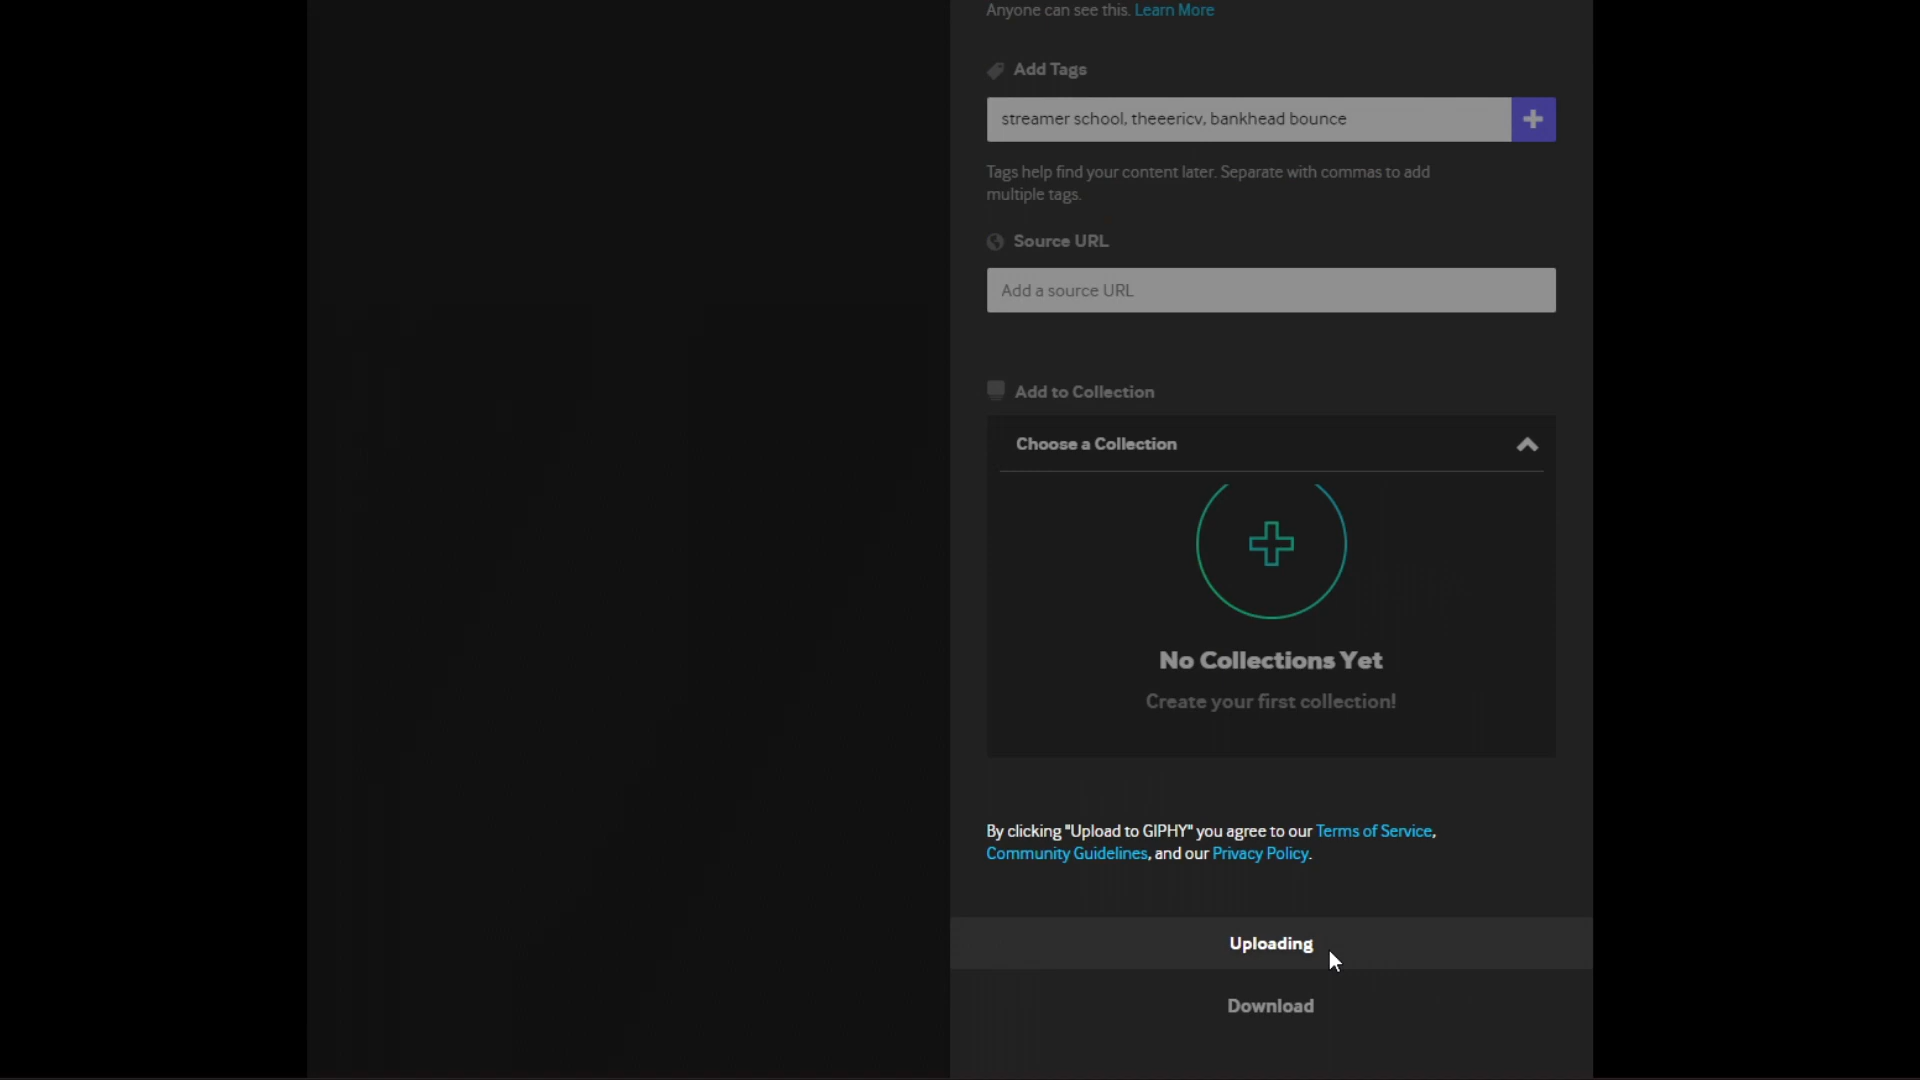 Anyone can see this. Learn More
Add Tags
streamer school, theeericv, bankhead bounce
Tags help find your content later. Separate with commas to add
multiple tags.
Source URL
Add a source URL
Add to Collection
Choose a Collection
No Collections Yet
Create your first collection!
By clicking "Upload to GIPHY" you agree to our Terms of Service,
Community Guidelines, and our Privacy Policy.
Uploading
Download